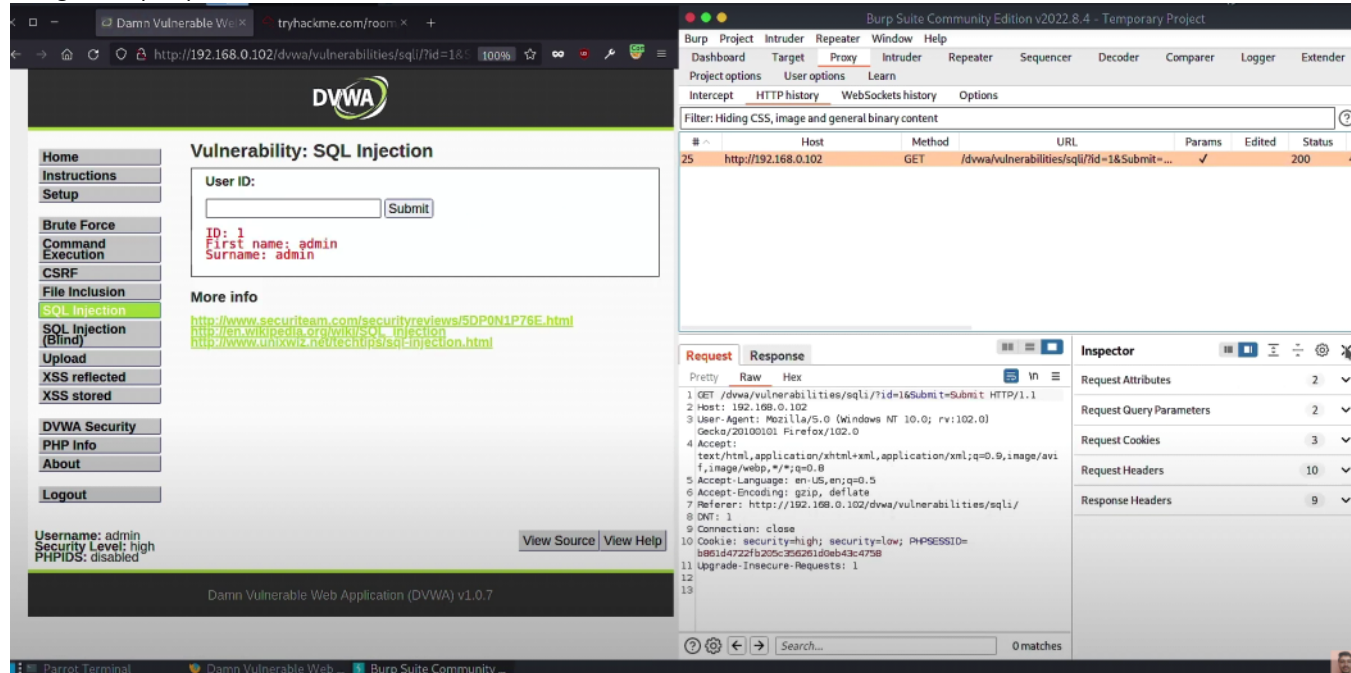 Damn Vulnerable We
tryhackme.com/room
http://192.168.0.102/dvwa/vulnerabilities/sqli/?id=1&S
100%
DVWA
Home
Instructions
Setup
Brute Force
Command
Execution
CSRF
File Inclusion
SQL Injection
SQL Injection
(Blind)
Upload
XSS reflected
XSS stored
DVWA Security
PHP Info
About
Logout
Vulnerability: SQL Injection
User ID:
Submit
ID: 1
First name: admin
Surname: admin
More info
http://www.securiteam.com/securityreviews/5DP0N1P76E.html
http://en.wikipedia.org/wiki/SQL_injection
http://www.unixwiz.net/techtips/sql-injection.html
Username: admin
Security Level: high
PHPIDS: disabled
View Source View Help
Damn Vulnerable Web Application (DVWA) v1.0.7
Burp Suite Community Edition v2022.8.4 - Temporary Project
Burp Project Intruder Repeater Window Help
Dashboard Target Proxy Intruder Repeater Sequencer Decoder Comparer Logger Extender
Project options User options Learn
Intercept HTTP history WebSockets history Options
Filter: Hiding CSS, image and general binary content
# Host Method URL Params Edited Status
25 http://192.168.0.102 GET /dvwa/vulnerabilities/sqli/?id=1&Submit=... ✓ 200
Request Response
Pretty Raw Hex
\n
1 GET /dvwa/vulnerabilities/sqli/?id=1&Submit=Submit HTTP/1.1
2 Host: 192.168.0.102
3 User-Agent: Mozilla/5.0 (Windows NT 10.0; rv:102.0)
Gecko/20100101 Firefox/102.0
4 Accept:
text/html,application/xhtml+xml,application/xml;q=0.9,image/avi
f,image/webp,*/*;q=0.8
5 Accept-Language: en-US,en;q=0.5
6 Accept-Encoding: gzip, deflate
7 Referer: http://192.168.0.102/dvwa/vulnerabilities/sqli/
8 DNT: 1
9 Connection: close
10 Cookie: security=high; security=low; PHPSESSID=
b861d4722fb205c356261d0eb43c4758
11 Upgrade-Insecure-Requests: 1
12
13
Search...
0 matches
Inspector
Request Attributes 2
Request Query Parameters 2
Request Cookies 3
Request Headers 10
Response Headers 9
Parrot Terminal
Damn Vulnerable Web ...
Burp Suite Community ...